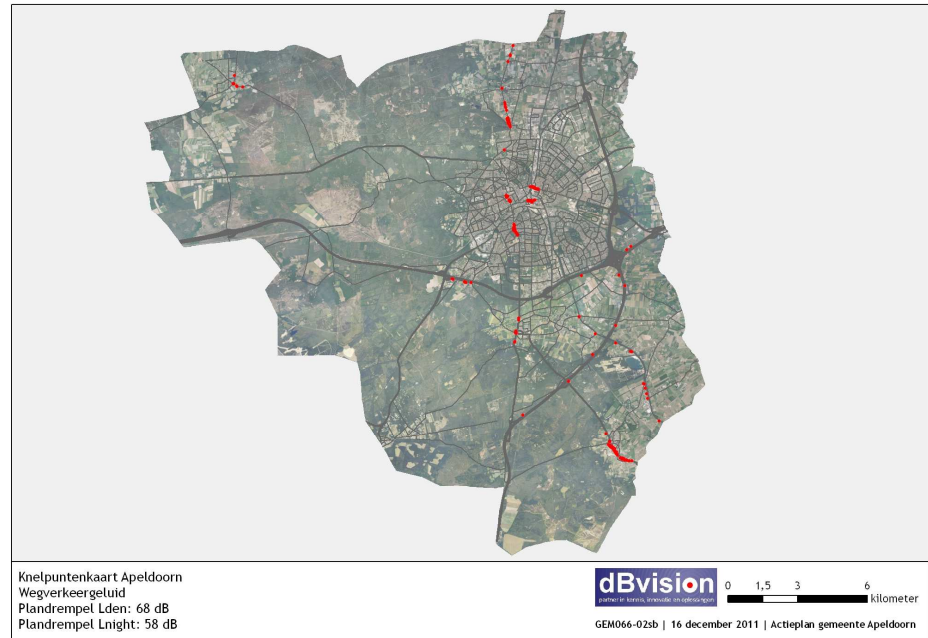 Knelpuntenkaart Apeldoorn
Wegverkeergeluid
Plandrempel Lden: 68 dB
Plandrempel Lnight: 58 dB
dBvision
partner in kennis, innovatie en oplossingen
0 1,5 3 6
kilometer
GEM066-02sb | 16 december 2011 | Actieplan gemeente Apeldoorn